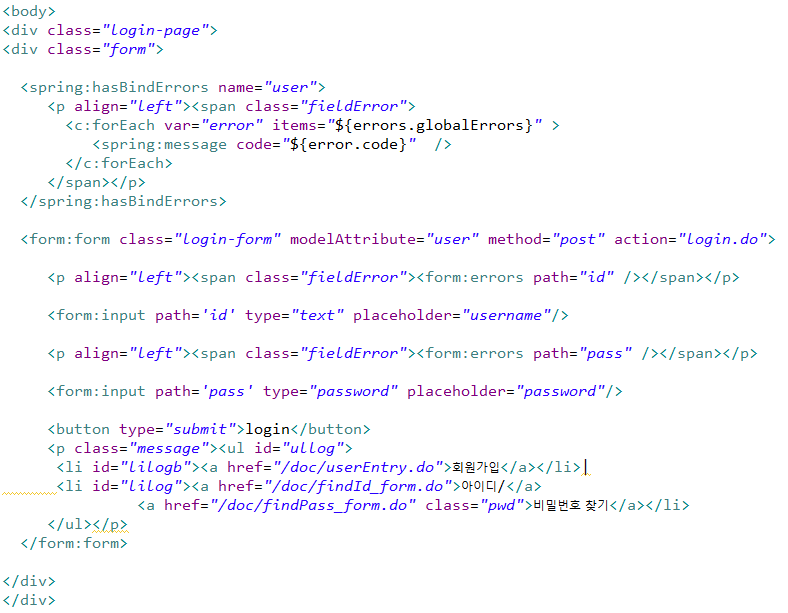 <body>
<div class="login-page">
<div class="form">
<spring:hasBindErrors name="user">
<p align="left"><span class="fieldError">
<c:forEach var="error" items="${errors.globalErrors}" >
<spring:message code="${error.code}"  />
</c:forEach>
</span></p>
</spring:hasBindErrors>
<form:form class="login-form" modelAttribute="user" method="post" action="login.do">
<p align="left"><span class="fieldError"><form:errors path="id" /></span></p>
<form:input path='id' type="text" placeholder="username"/>
<p align="left"><span class="fieldError"><form:errors path="pass" /></span></p>
<form:input path='pass' type="password" placeholder="password"/>
<button type="submit">login</button>
<p class="message"><ul id="ullog">
<li id="lilogb"><a href="/doc/userEntry.do">회원가입</a></li>
<li id="lilog"><a href="/doc/findId_form.do">아이디/</a>
<a href="/doc/findPass_form.do" class="pwd">비밀번호 찾기</a></li>
</ul></p>
</form:form>
</div>
</div>